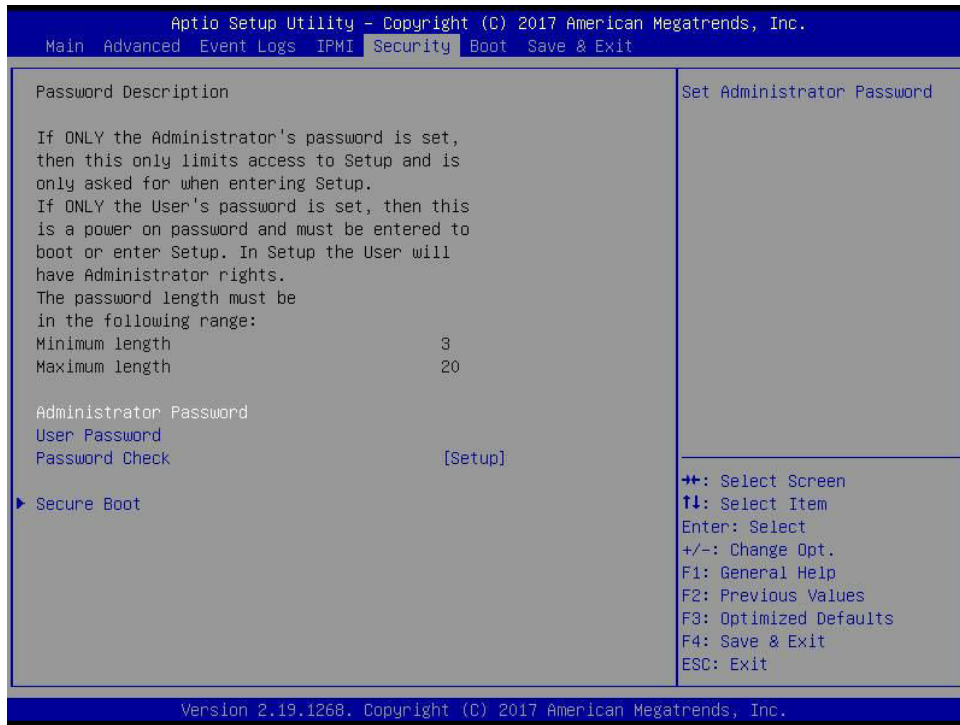 Aptio Setup Utility – Copyright (C) 2017 American Megatrends, Inc.
Main Advanced Event Logs IPMI Security Boot Save & Exit
Password Description
If ONLY the Administrator's password is set,
then this only limits access to Setup and is
only asked for when entering Setup.
If ONLY the User's password is set, then this
is a power on password and must be entered to
boot or enter Setup. In Setup the User will
have Administrator rights.
The password length must be
in the following range:
Minimum length 3
Maximum length 20
Administrator Password
User Password
Password Check [Setup]
▶ Secure Boot
Set Administrator Password
→←: Select Screen
↑↓: Select Item
Enter: Select
+/-: Change Opt.
F1: General Help
F2: Previous Values
F3: Optimized Defaults
F4: Save & Exit
ESC: Exit
Version 2.19.1268. Copyright (C) 2017 American Megatrends, Inc.